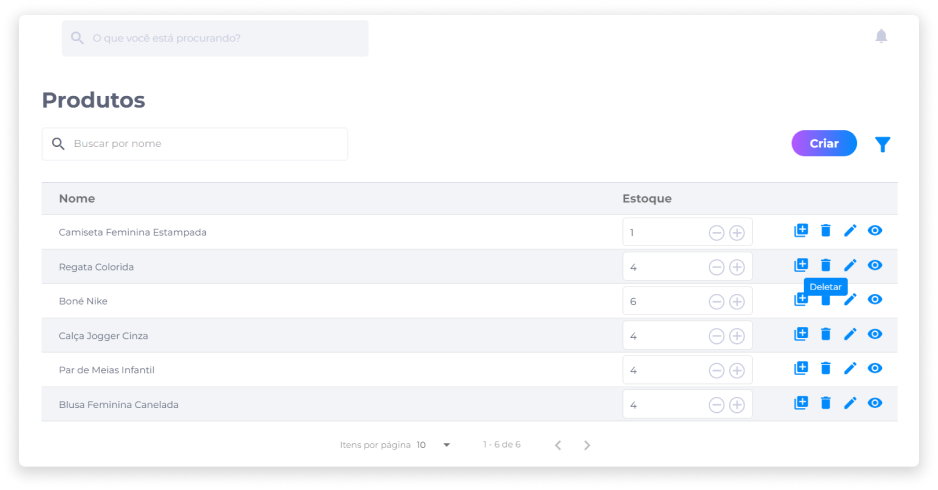 O que você está procurando?
Produtos
Buscar por nome
Criar
Nome Estoque
Camiseta Feminina Estampada 1
Regata Colorida 4
Deletar
Boné Nike 6
Calça Jogger Cinza 4
Par de Meias Infantil 4
Blusa Feminina Canelada 4
Itens por página 10 1 - 6 de 6